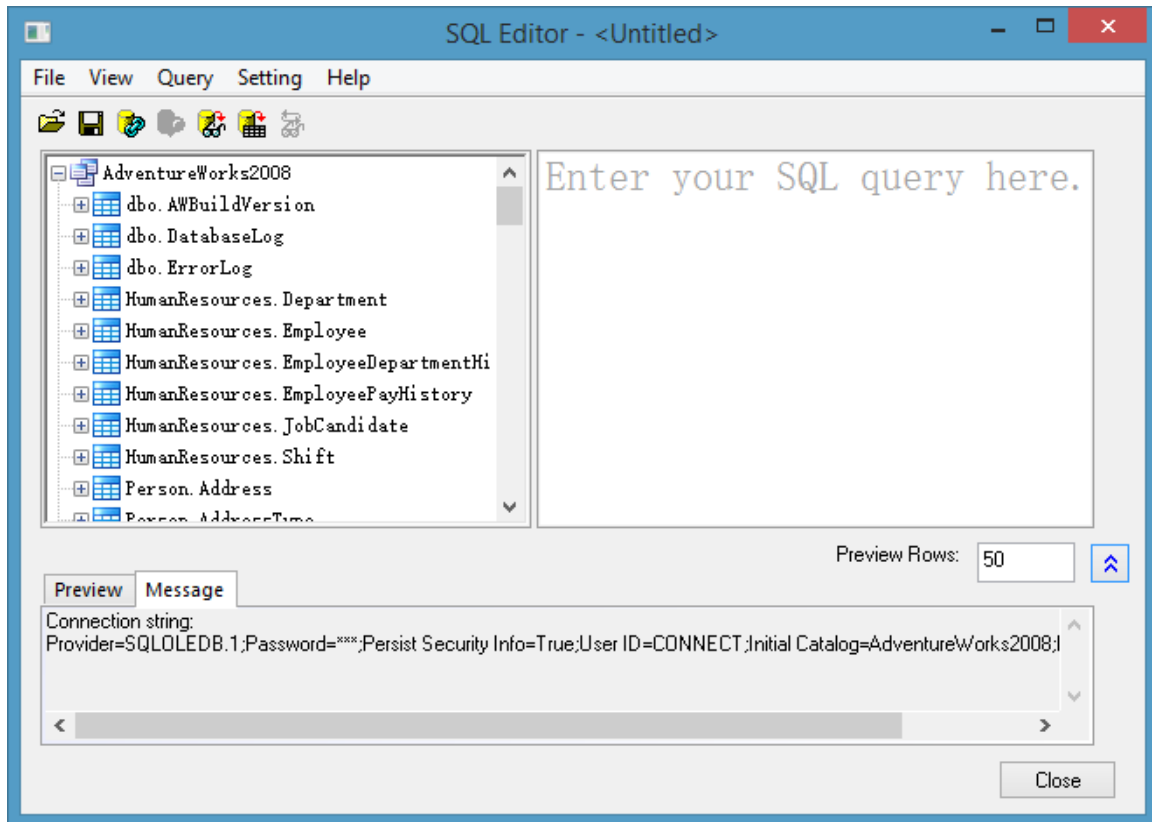 SQL Editor - <Untitled>
File View Query Setting Help
AdventureWorks2008
dbo.AWBuildVersion
dbo.DatabaseLog
dbo.ErrorLog
HumanResources.Department
HumanResources.Employee
HumanResources.EmployeeDepartmentHi
HumanResources.EmployeePayHistory
HumanResources.JobCandidate
HumanResources.Shift
Person.Address
Person.AddressType
Enter your SQL query here.
Preview Rows: 50
Preview Message
Connection string:
Provider=SQLOLEDB.1;Password=***;Persist Security Info=True;User ID=CONNECT;Initial Catalog=AdventureWorks2008;
Close